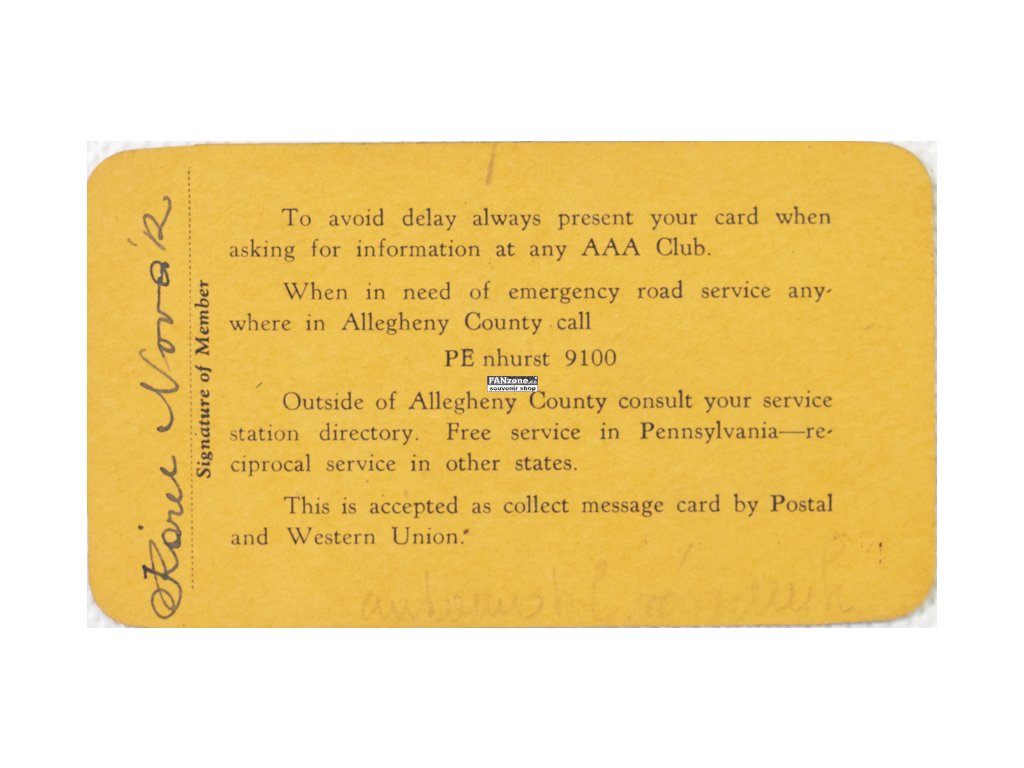 To avoid delay always present your card when
asking for information at any AAA Club.
When in need of emergency road service any-
where in Allegheny County call
PE nhurst 9100
FANzone.cz
souvenir shop
Outside of Allegheny County consult your service
station directory. Free service in Pennsylvania—re-
ciprocal service in other states.
This is accepted as collect message card by Postal
and Western Union.
Signature of Member
Karel Novák